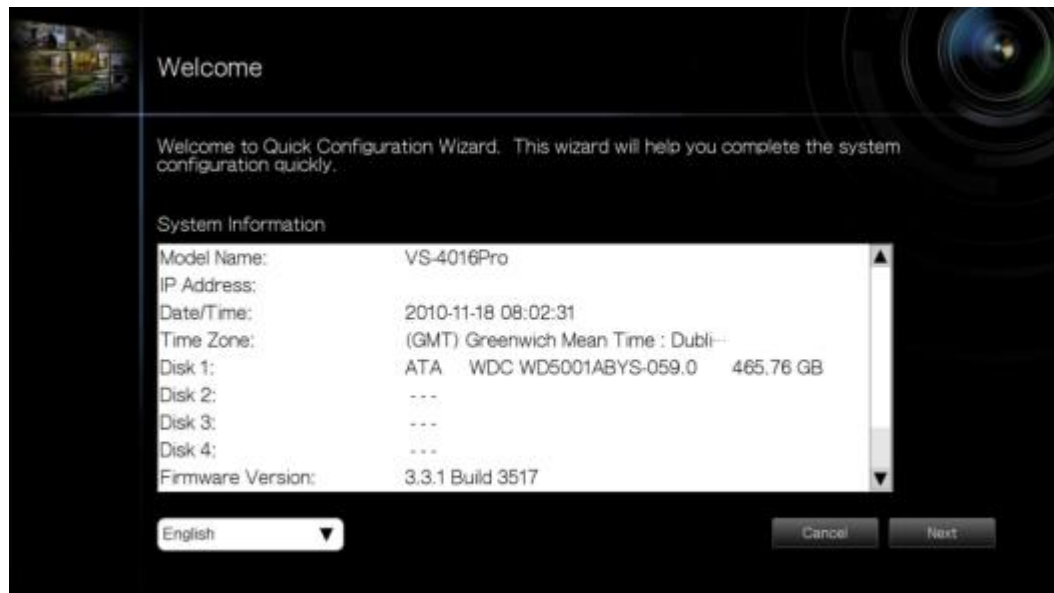 Welcome
Welcome to Quick Configuration Wizard. This wizard will help you complete the system
configuration quickly.
System Information
Model Name: VS-4016Pro
IP Address:
Date/Time: 2010-11-18 08:02:31
Time Zone: (GMT) Greenwich Mean Time : Dubli···
Disk 1: ATA WDC WD5001ABYS-059.0 465.76 GB
Disk 2: ---
Disk 3: ---
Disk 4: ---
Firmware Version: 3.3.1 Build 3517
English Cancel Next